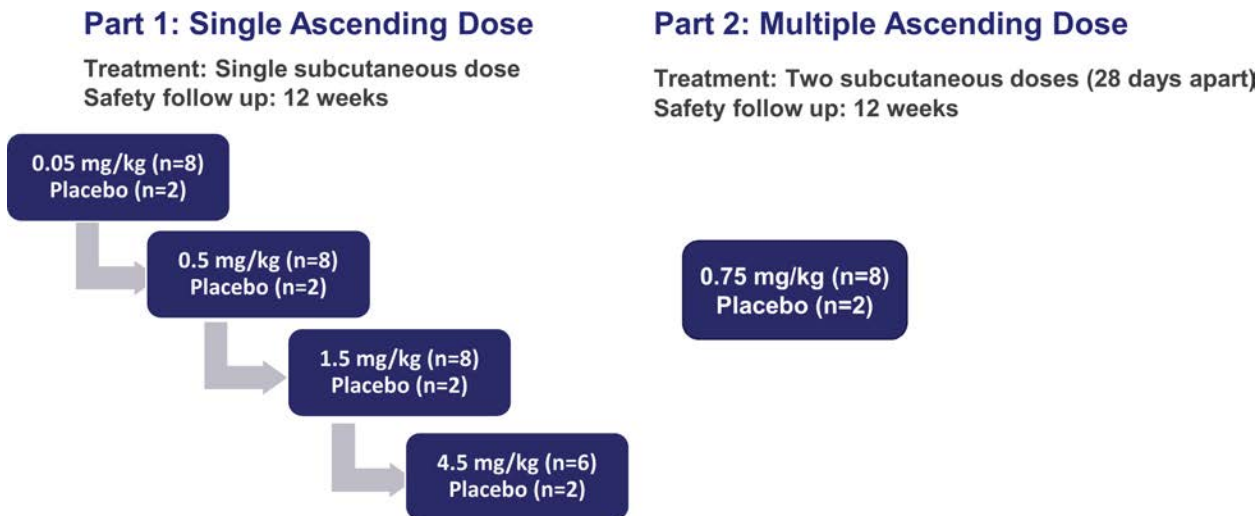 Part 1: Single Ascending Dose
Treatment: Single subcutaneous dose
Safety follow up: 12 weeks
0.05 mg/kg (n=8)
Placebo (n=2)
0.5 mg/kg (n=8)
Placebo (n=2)
1.5 mg/kg (n=8)
Placebo (n=2)
4.5 mg/kg (n=6)
Placebo (n=2)
Part 2: Multiple Ascending Dose
Treatment: Two subcutaneous doses (28 days apart)
Safety follow up: 12 weeks
0.75 mg/kg (n=8)
Placebo (n=2)